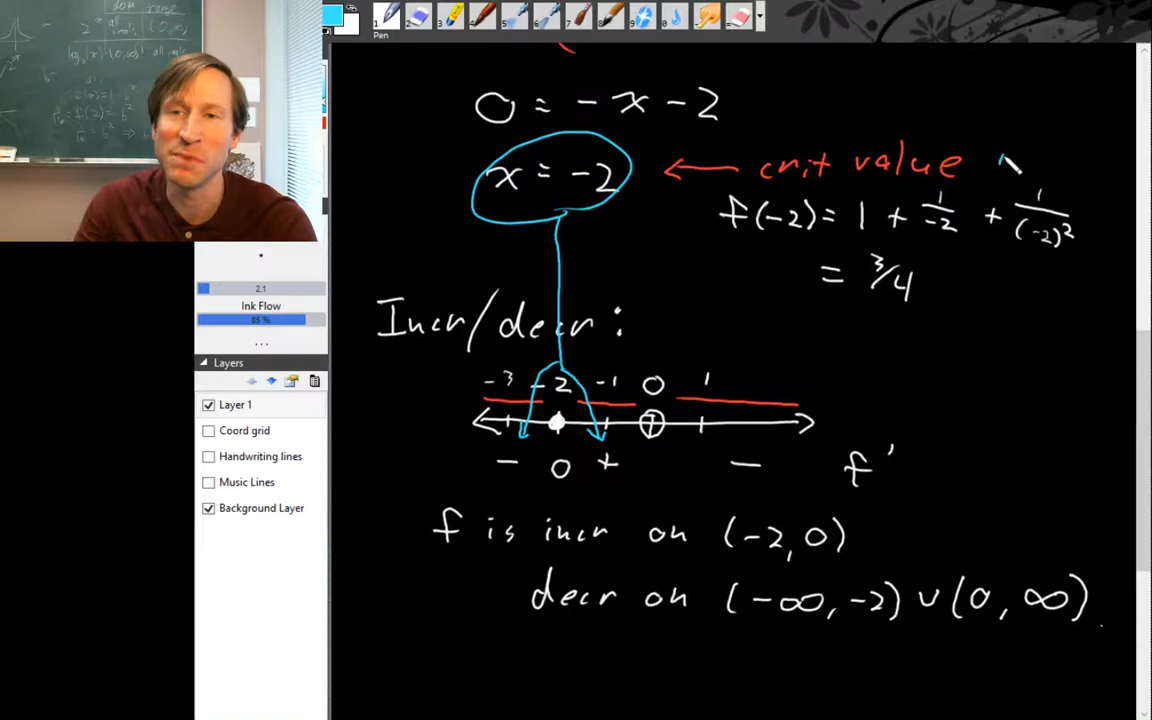 Pen
0 = -x - 2
x = -2 ← crit value
f(-2) = 1 + 1/-2 + 1/(-2)²
= 3/4
2.1
Ink Flow
85 %
Incr/decr:
Layers
Layer 1
Coord grid
Handwriting lines
Music Lines
Background Layer
-3 -2 -1 0 1
- 0 + - f'
f is incr on (-2, 0)
decr on (-∞, -2) ∪ (0, ∞).